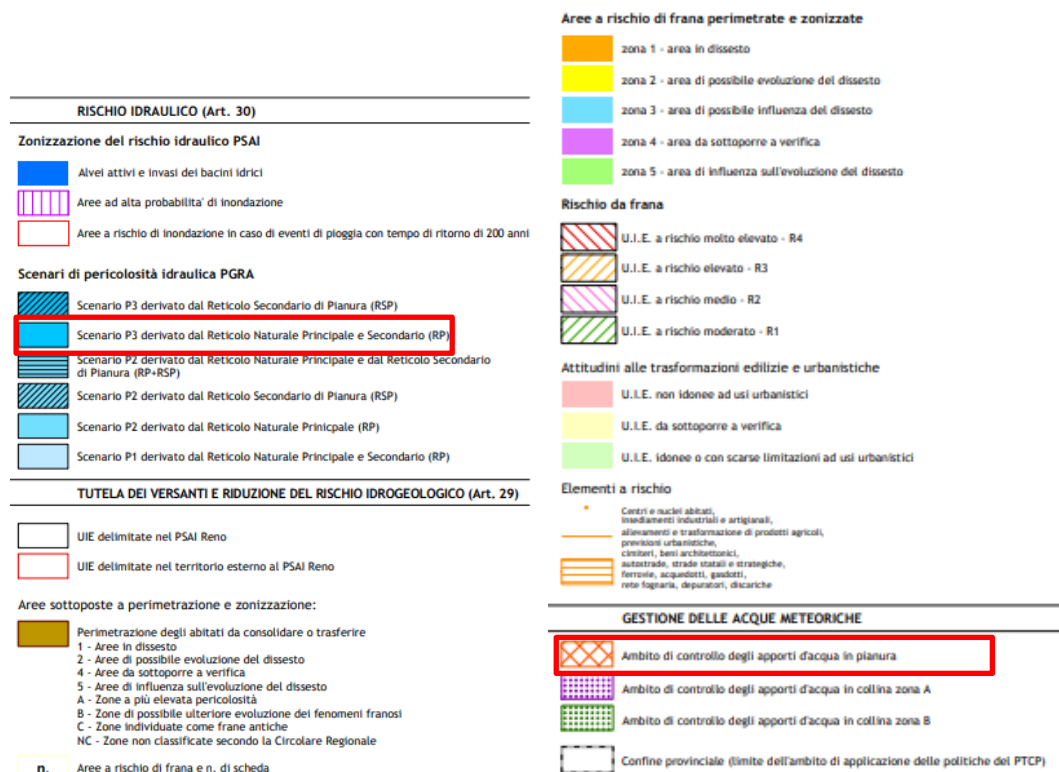 RISCHIO IDRAULICO (Art. 30)
Zonizzazione del rischio idraulico PSAI
Alvei attivi e invasi dei bacini idrici
Aree ad alta probabilita' di inondazione
Aree a rischio di inondazione in caso di eventi di pioggia con tempo di ritorno di 200 anni
Scenari di pericolosità idraulica PGRA
Scenario P3 derivato dal Reticolo Secondario di Pianura (RSP)
Scenario P3 derivato dal Reticolo Naturale Principale e Secondario (RP)
Scenario P2 derivato dal Reticolo Naturale Principale e dal Reticolo Secondario
di Pianura (RP+RSP)
Scenario P2 derivato dal Reticolo Secondario di Pianura (RSP)
Scenario P2 derivato dal Reticolo Naturale Prinicpale (RP)
Scenario P1 derivato dal Reticolo Naturale Principale e Secondario (RP)
TUTELA DEI VERSANTI E RIDUZIONE DEL RISCHIO IDROGEOLOGICO (Art. 29)
UIE delimitate nel PSAI Reno
UIE delimitate nel territorio esterno al PSAI Reno
Aree sottoposte a perimetrazione e zonizzazione:
Perimetrazione degli abitati da consolidare o trasferire
1 - Aree in dissesto
2 - Aree di possibile evoluzione del dissesto
4 - Aree da sottoporre a verifica
5 - Aree di influenza sull'evoluzione del dissesto
A - Zone a più elevata pericolosità
B - Zone di possibile ulteriore evoluzione dei fenomeni franosi
C - Zone individuate come frane antiche
NC - Zone non classificate secondo la Circolare Regionale
n. Aree a rischio di frana e n. di scheda
Aree a rischio di frana perimetrate e zonizzate
zona 1 - area in dissesto
zona 2 - area di possibile evoluzione del dissesto
zona 3 - area di possibile influenza del dissesto
zona 4 - area da sottoporre a verifica
zona 5 - area di influenza sull'evoluzione del dissesto
Rischio da frana
U.I.E. a rischio molto elevato - R4
U.I.E. a rischio elevato - R3
U.I.E. a rischio medio - R2
U.I.E. a rischio moderato - R1
Attitudini alle trasformazioni edilizie e urbanistiche
U.I.E. non idonee ad usi urbanistici
U.I.E. da sottoporre a verifica
U.I.E. idonee o con scarse limitazioni ad usi urbanistici
Elementi a rischio
Centri e nuclei abitati,
insediamenti industriali e artigianali,
allevamenti e trasformazione di prodotti agricoli,
previsioni urbanistiche,
cimiteri, beni architettonici,
autostrade, strade statali e strategiche,
ferrovie, acquedotti, gasdotti,
rete fognaria, depuratori, discariche
GESTIONE DELLE ACQUE METEORICHE
Ambito di controllo degli apporti d'acqua in pianura
Ambito di controllo degli apporti d'acqua in collina zona A
Ambito di controllo degli apporti d'acqua in collina zona B
Confine provinciale (limite dell'ambito di applicazione delle politiche del PTCP)